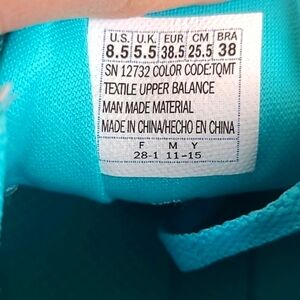 U.S. U.K. EUR CM BRA
8.5 5.5 38.5 25.5 38
SN 12732 COLOR CODE:TQMT
TEXTILE UPPER BALANCE
MAN MADE MATERIAL
MADE IN CHINA/HECHO EN CHINA
F M Y
28-1 11-15